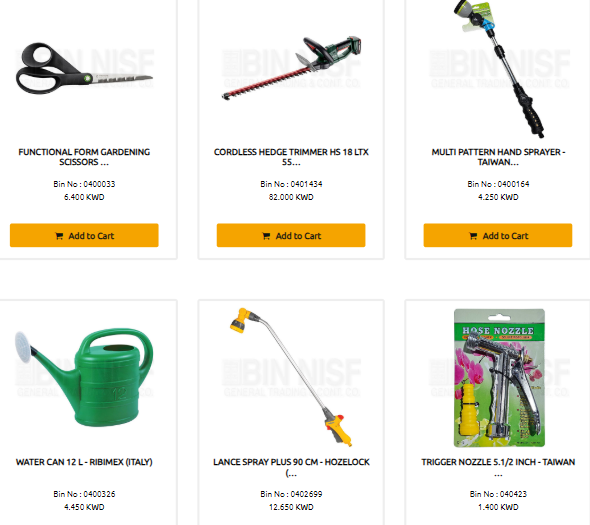 FUNCTIONAL FORM GARDENING
SCISSORS ...
Bin No : 0400033
6.400 KWD
Add to Cart
CORDLESS HEDGE TRIMMER HS 18 LTX
55...
Bin No : 0401434
82.000 KWD
Add to Cart
MULTI PATTERN HAND SPRAYER -
TAIWAN...
Bin No : 0400164
4.250 KWD
Add to Cart
BIN NISF
HOSE NOZZLE
WATER CAN 12 L - RIBIMEX (ITALY)
Bin No : 0400326
4.450 KWD
LANCE SPRAY PLUS 90 CM - HOZELOCK
(...
Bin No : 0402699
12.650 KWD
TRIGGER NOZZLE 5.1/2 INCH - TAIWAN
...
Bin No : 040423
1.400 KWD